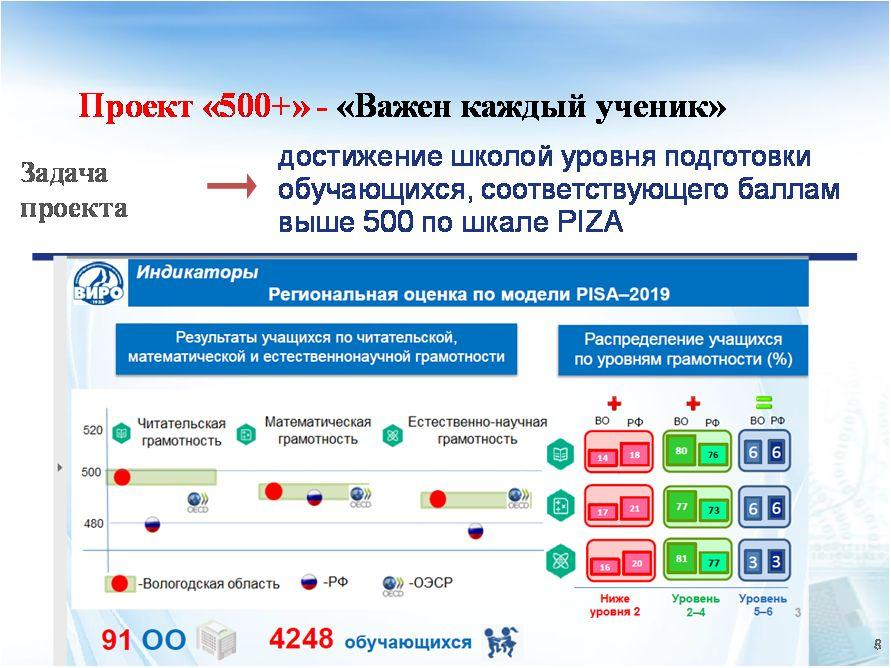 Проект «500+» - «Важен каждый ученик»
Задача
проекта
достижение школой уровня подготовки
обучающихся, соответствующего баллам
выше 500 по шкале PIZA
ВИРО
1938
Индикаторы
Региональная оценка по модели PISA–2019
Результаты учащихся по читательской,
математической и естественнонаучной грамотности
Распределение учащихся
по уровням грамотности (%)
520
Читательская
грамотность
Математическая
грамотность
Естественно-научная
грамотность
500
OECD
OECD
OECD
480
-Вологодская область
-РФ
OECD
-ОЭСР
ВО РФ ВО РФ ВО РФ
14 18 80 76 6 6
17 21 77 73 6 6
16 20 81 77 3 3
Ниже
уровня 2
Уровень
2–4
Уровень
5–6
3
91 ОО
4248 обучающихся
8